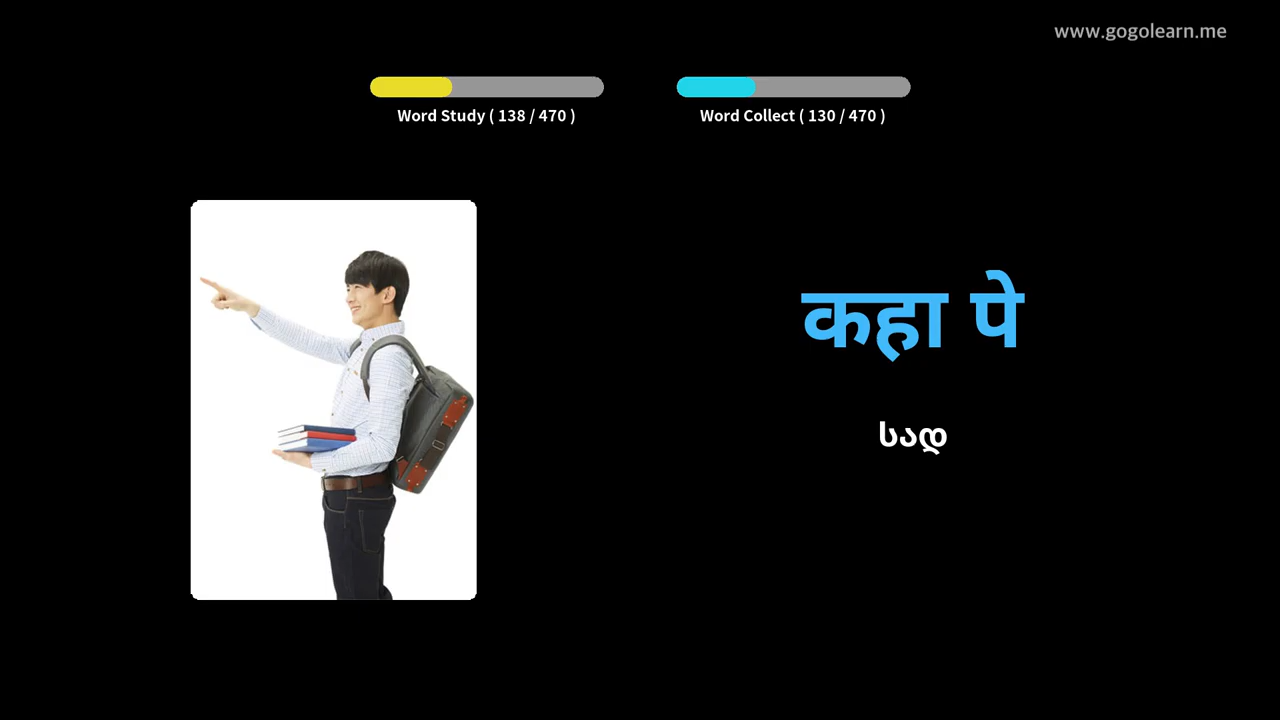 www.gogolearn.me
Word Study ( 138 / 470 )
Word Collect ( 130 / 470 )
कहा पे
სად